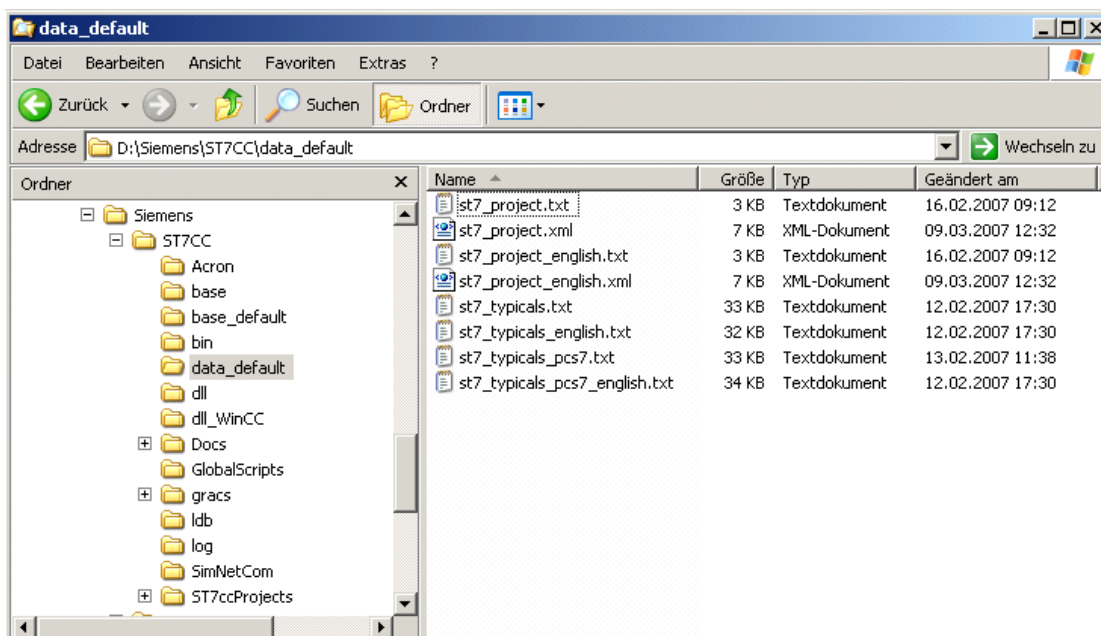 data_default
Datei Bearbeiten Ansicht Favoriten Extras ?
Zurück Suchen Ordner
Adresse D:\Siemens\ST7CC\data_default Wechseln zu
Ordner
Siemens
ST7CC
Acron
base
base_default
bin
data_default
dll
dll_WinCC
Docs
GlobalScripts
gracs
ldb
log
SimNetCom
ST7ccProjects
Name Größe Typ Geändert am
st7_project.txt 3 KB Textdokument 16.02.2007 09:12
st7_project.xml 7 KB XML-Dokument 09.03.2007 12:32
st7_project_english.txt 3 KB Textdokument 16.02.2007 09:12
st7_project_english.xml 7 KB XML-Dokument 09.03.2007 12:32
st7_typicals.txt 33 KB Textdokument 12.02.2007 17:30
st7_typicals_english.txt 32 KB Textdokument 12.02.2007 17:30
st7_typicals_pcs7.txt 33 KB Textdokument 13.02.2007 11:38
st7_typicals_pcs7_english.txt 34 KB Textdokument 12.02.2007 17:30